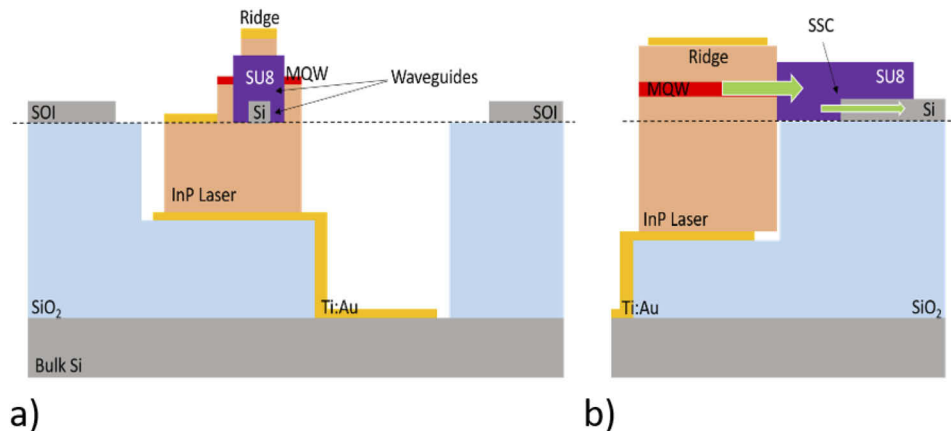 Ridge
SU8
MQW
Waveguides
SOI
Si
SOI
InP Laser
SiO2
Ti:Au
Bulk Si
a)
SSC
Ridge
SU8
MQW
Si
InP Laser
Ti:Au
SiO2
b)